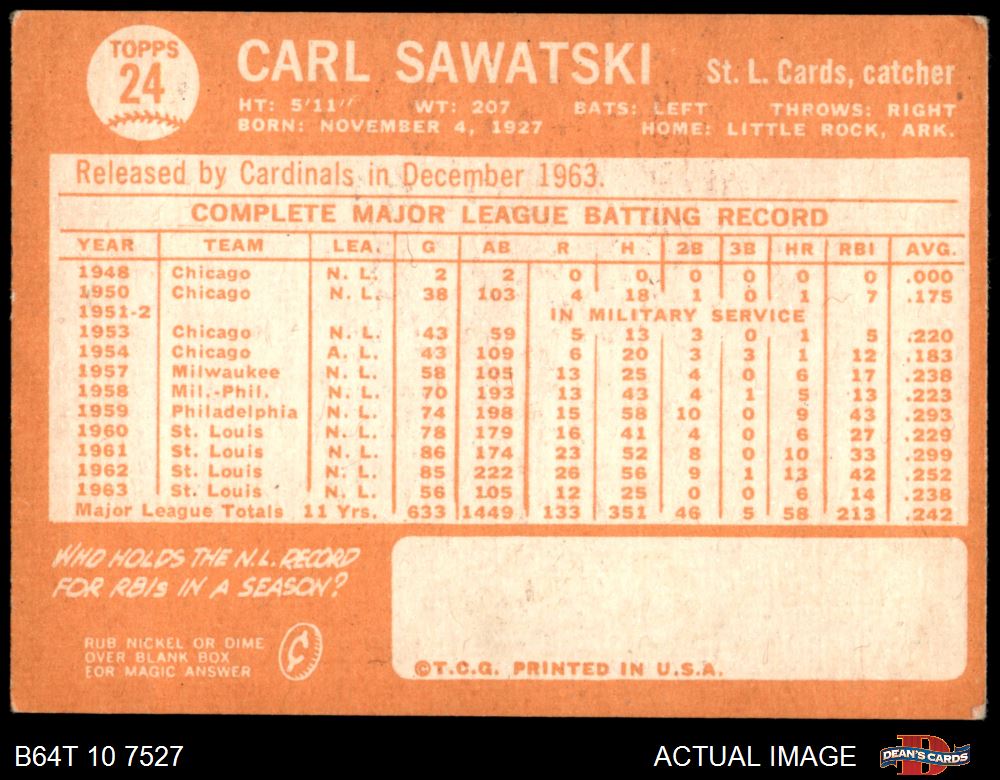 TOPPS
24
CARL SAWATSKI St. L. Cards, catcher
HT: 5'11" WT: 207 BATS: LEFT THROWS: RIGHT
BORN: NOVEMBER 4, 1927 HOME: LITTLE ROCK, ARK.
Released by Cardinals in December 1963.
COMPLETE MAJOR LEAGUE BATTING RECORD
YEAR TEAM LEA. G AB R H 2B 3B HR RBI AVG.
1948 Chicago N. L. 2 2 0 0 0 0 0 0 .000
1950 Chicago N. L. 38 103 4 18 1 0 1 7 .175
1951-2 IN MILITARY SERVICE
1953 Chicago N. L. 43 59 5 13 3 0 1 5 .220
1954 Chicago A. L. 43 109 6 20 3 3 1 12 .183
1957 Milwaukee N. L. 58 105 13 25 4 0 6 17 .238
1958 Mil.-Phil. N. L. 70 193 13 43 4 1 5 13 .223
1959 Philadelphia N. L. 74 198 15 58 10 0 9 43 .293
1960 St. Louis N. L. 78 179 16 41 4 0 6 27 .229
1961 St. Louis N. L. 86 174 23 52 8 0 10 33 .299
1962 St. Louis N. L. 85 222 26 56 9 1 13 42 .252
1963 St. Louis N. L. 56 105 12 25 0 0 6 14 .238
Major League Totals 11 Yrs. 633 1449 133 351 46 5 58 213 .242
WHO HOLDS THE N.L. RECORD
FOR RBIs IN A SEASON?
RUB NICKEL OR DIME
OVER BLANK BOX
FOR MAGIC ANSWER
©T.C.G. PRINTED IN U.S.A.
B64T 10 7527 ACTUAL IMAGE DEAN'S CARDS